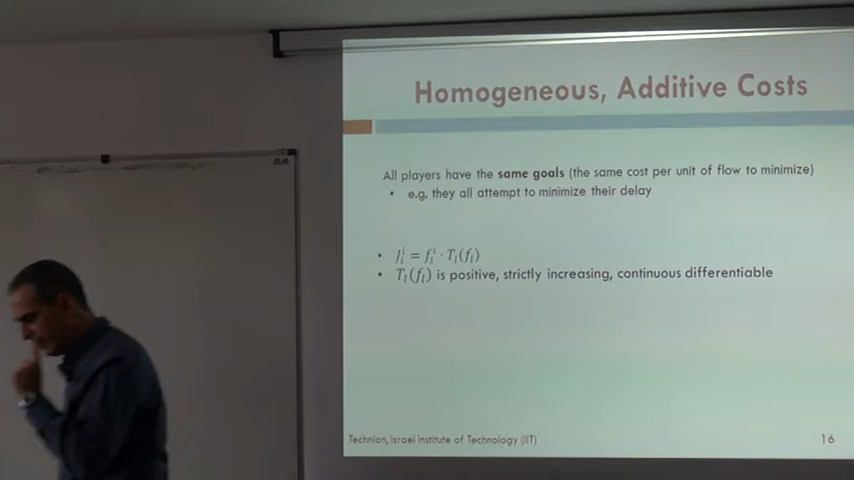 Homogeneous, Additive Costs
All players have the same goals (the same cost per unit of flow to minimize)
• e.g. they all attempt to minimize their delay
• J_l^i = f_l^i · T_l(f_l)
• T_l(f_l) is positive, strictly increasing, continuous differentiable
Technion, Israel Institute of Technology (IIT)
16